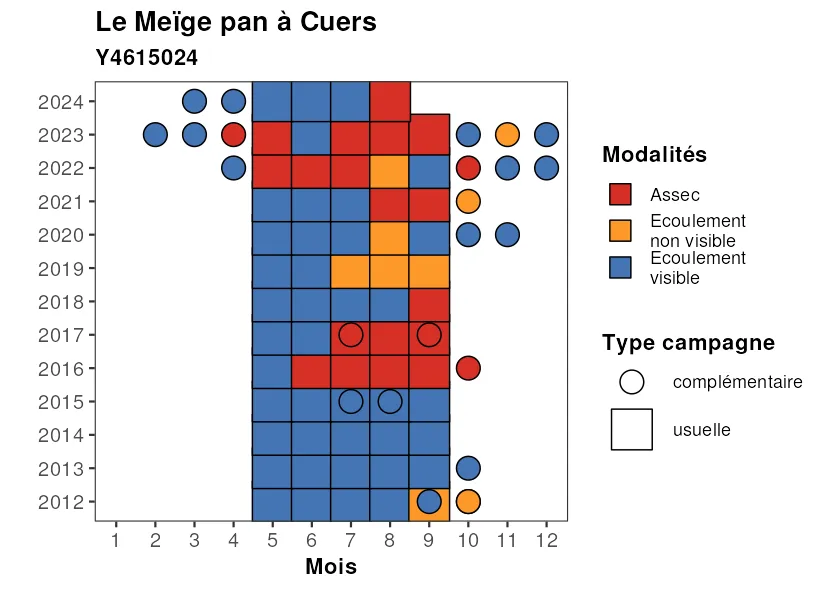 Le Meïge pan à Cuers
Y4615024
2024
2023
2022
2021
2020
2019
2018
2017
2016
2015
2014
2013
2012
1 2 3 4 5 6 7 8 9 10 11 12
Mois
Modalités
Assec
Ecoulement
non visible
Ecoulement
visible
Type campagne
complémentaire
usuelle